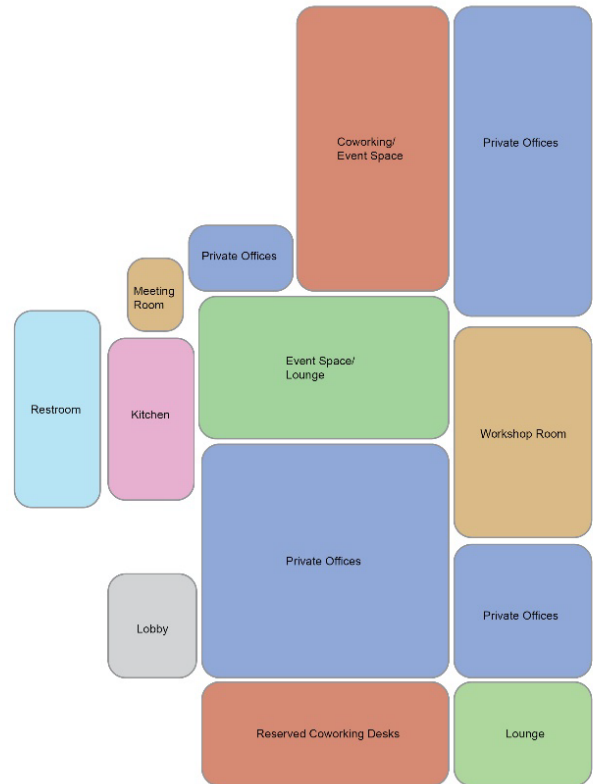 Coworking/
Event Space
Private Offices
Private Offices
Meeting
Room
Event Space/
Lounge
Restroom
Kitchen
Workshop Room
Private Offices
Private Offices
Lobby
Reserved Coworking Desks
Lounge